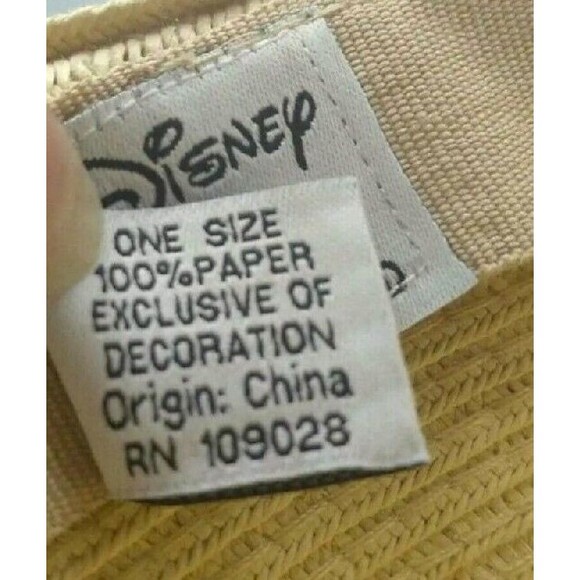 Disney
ONE SIZE
100%PAPER
EXCLUSIVE OF
DECORATION
Origin: China
RN 109028